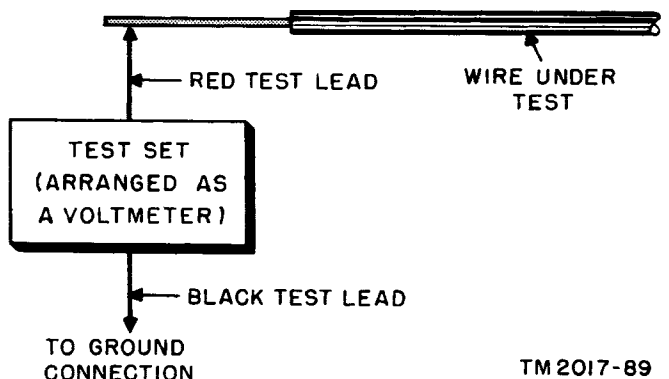 RED TEST LEAD
WIRE UNDER
TEST
TEST SET
(ARRANGED AS
A VOLTMETER)
BLACK TEST LEAD
TO GROUND
CONNECTION
TM 2017-89